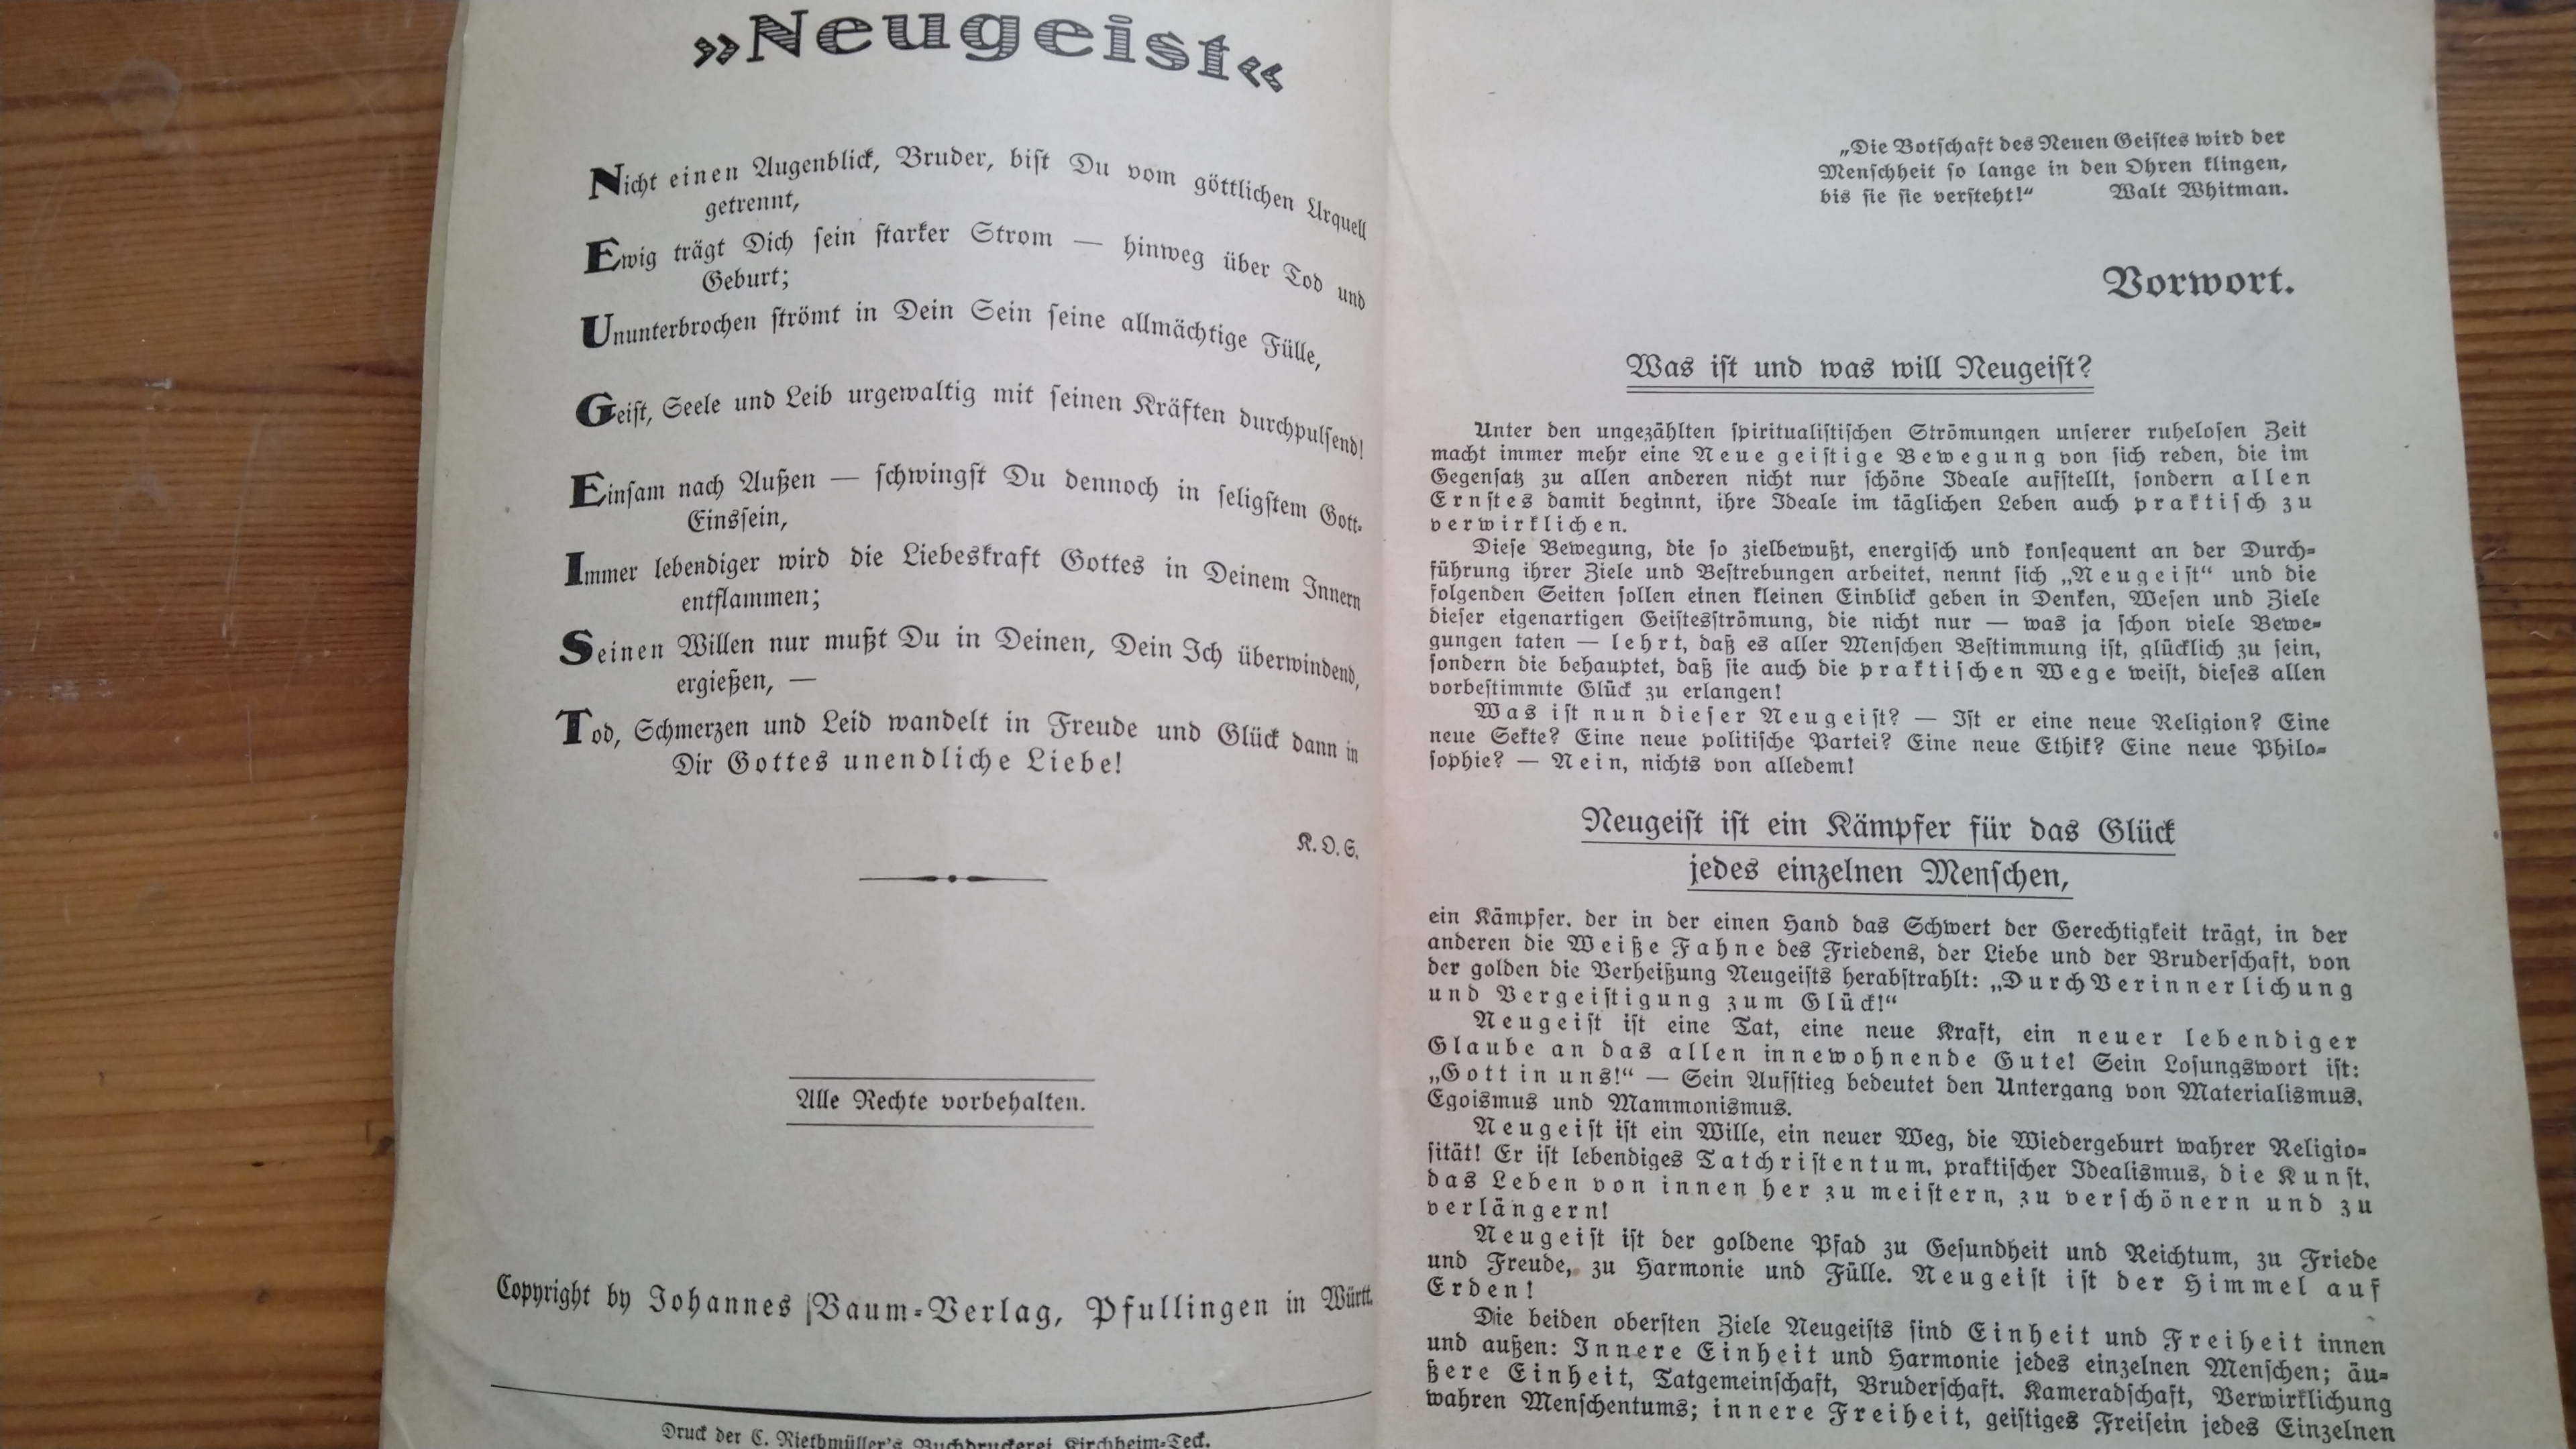 »Neugeist«
Nicht einen Augenblick, Bruder, bist Du vom göttlichen Urquell
getrennt,
Ewig trägt Dich sein starker Strom — hinweg über Tod und
Geburt;
Ununterbrochen strömt in Dein Sein seine allmächtige Fülle,
Geist, Seele und Leib urgewaltig mit seinen Kräften durchpulsend!
Einsam nach Außen — schwingst Du dennoch in seligstem Gott-
Einssein,
Immer lebendiger wird die Liebeskraft Gottes in Deinem Innern
entflammen;
Seinen Willen nur mußt Du in Deinen, Dein Ich überwindend,
ergießen, —
Tod, Schmerzen und Leid wandelt in Freude und Glück dann in
Dir Gottes unendliche Liebe!
K. O. S.
Alle Rechte vorbehalten.
Copyright by Johannes Baum-Verlag, Pfullingen in Württ.
Druck der C. Riethmüller's Buchdruckerei Kirchheim-Teck.
„Die Botschaft des Neuen Geistes wird der
Menschheit so lange in den Ohren klingen,
bis sie sie versteht!“ Walt Whitman.
Vorwort.
Was ist und was will Neugeist?
Unter den ungezählten spiritualistischen Strömungen unserer ruhelosen Zeit
macht immer mehr eine Neue geistige Bewegung von sich reden, die im
Gegensatz zu allen anderen nicht nur schöne Ideale aufstellt, sondern allen
Ernstes damit beginnt, ihre Ideale im täglichen Leben auch praktisch zu
verwirklichen.
Diese Bewegung, die so zielbewußt, energisch und konsequent an der Durch-
führung ihrer Ziele und Bestrebungen arbeitet, nennt sich „Neugeist“ und die
folgenden Seiten sollen einen kleinen Einblick geben in Denken, Wesen und Ziele
dieser eigenartigen Geistesströmung, die nicht nur — was ja schon viele Bewe-
gungen taten — lehrt, daß es aller Menschen Bestimmung ist, glücklich zu sein,
sondern die behauptet, daß sie auch die praktischen Wege weist, dieses allen
vorbestimmte Glück zu erlangen!
Was ist nun dieser Neugeist? — Ist er eine neue Religion? Eine
neue Sekte? Eine neue politische Partei? Eine neue Ethik? Eine neue Philo-
sophie? — Nein, nichts von alledem!
Neugeist ist ein Kämpfer für das Glück
jedes einzelnen Menschen,
ein Kämpfer, der in der einen Hand das Schwert der Gerechtigkeit trägt, in der
anderen die Weiße Fahne des Friedens, der Liebe und der Bruderschaft, von
der golden die Verheißung Neugeists herabstrahlt: „Durch Verinnerlichung
und Vergeistigung zum Glück!“
Neugeist ist eine Tat, eine neue Kraft, ein neuer lebendiger
Glaube an das allen innewohnende Gute! Sein Losungswort ist:
„Gott in uns!“ — Sein Aufstieg bedeutet den Untergang von Materialismus,
Egoismus und Mammonismus.
Neugeist ist ein Wille, ein neuer Weg, die Wiedergeburt wahrer Religio-
sität! Er ist lebendiges Tatchristentum, praktischer Idealismus, die Kunst,
das Leben von innen her zu meistern, zu verschönern und zu
verlängern!
Neugeist ist der goldene Pfad zu Gesundheit und Reichtum, zu Friede
und Freude, zu Harmonie und Fülle. Neugeist ist der Himmel auf
Erden!
Die beiden obersten Ziele Neugeists sind Einheit und Freiheit innen
und außen: Innere Einheit und Harmonie jedes einzelnen Menschen; äu-
ßere Einheit, Tatgemeinschaft, Bruderschaft, Kameradschaft, Verwirklichung
wahren Menschentums; innere Freiheit, geistiges Freisein jedes Einzelnen